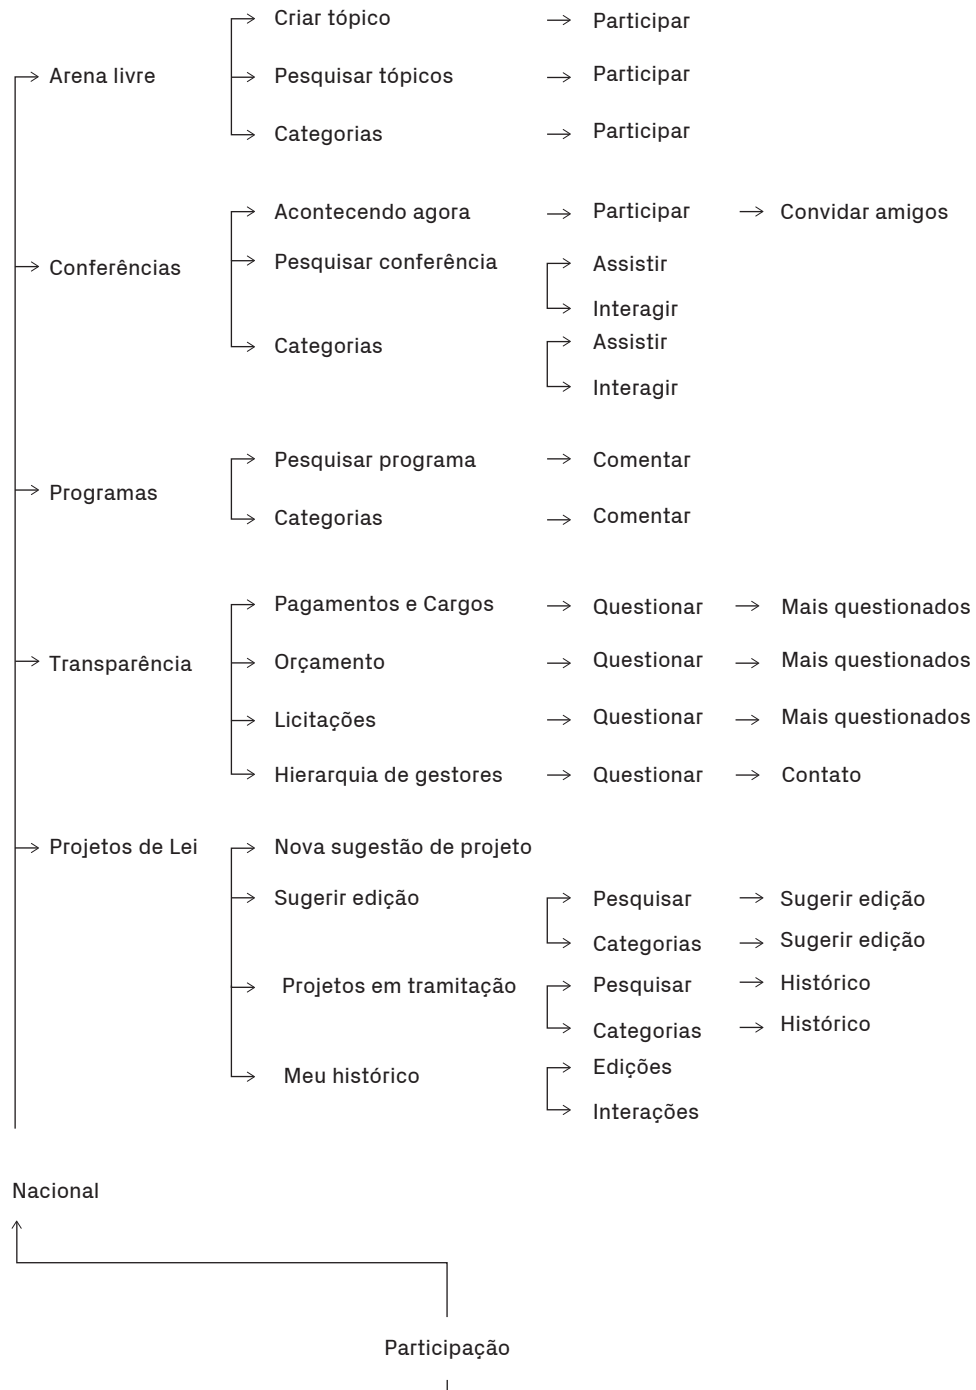 Criar tópico → Participar
Arena livre
Pesquisar tópicos → Participar
Categorias → Participar
Acontecendo agora → Participar → Convidar amigos
Conferências
Pesquisar conferência
Assistir
Interagir
Categorias
Assistir
Interagir
Pesquisar programa → Comentar
Programas
Categorias → Comentar
Pagamentos e Cargos → Questionar → Mais questionados
Transparência
Orçamento → Questionar → Mais questionados
Licitações → Questionar → Mais questionados
Hierarquia de gestores → Questionar → Contato
Projetos de Lei
Nova sugestão de projeto
Sugerir edição
Pesquisar → Sugerir edição
Categorias → Sugerir edição
Projetos em tramitação
Pesquisar → Histórico
Categorias → Histórico
Meu histórico
Edições
Interações
Nacional
Participação